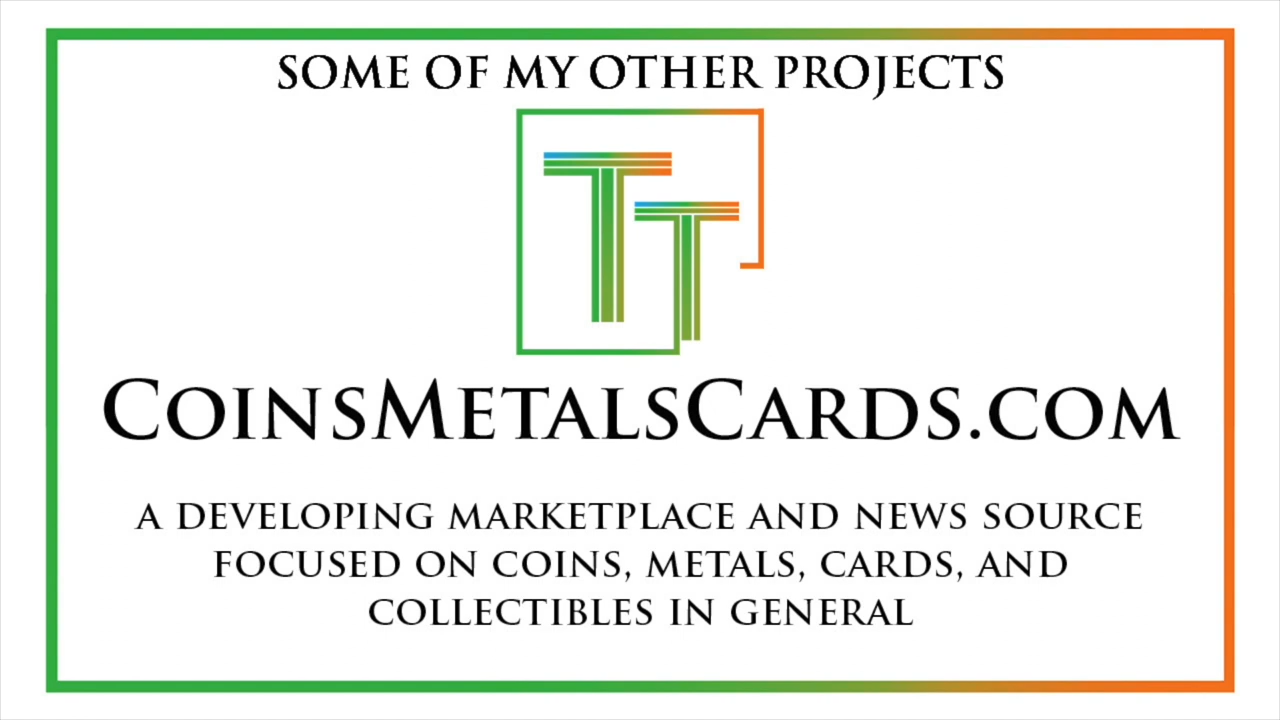 SOME OF MY OTHER PROJECTS
TT
COINSMETALSCARDS.COM
A DEVELOPING MARKETPLACE AND NEWS SOURCE
FOCUSED ON COINS, METALS, CARDS, AND
COLLECTIBLES IN GENERAL